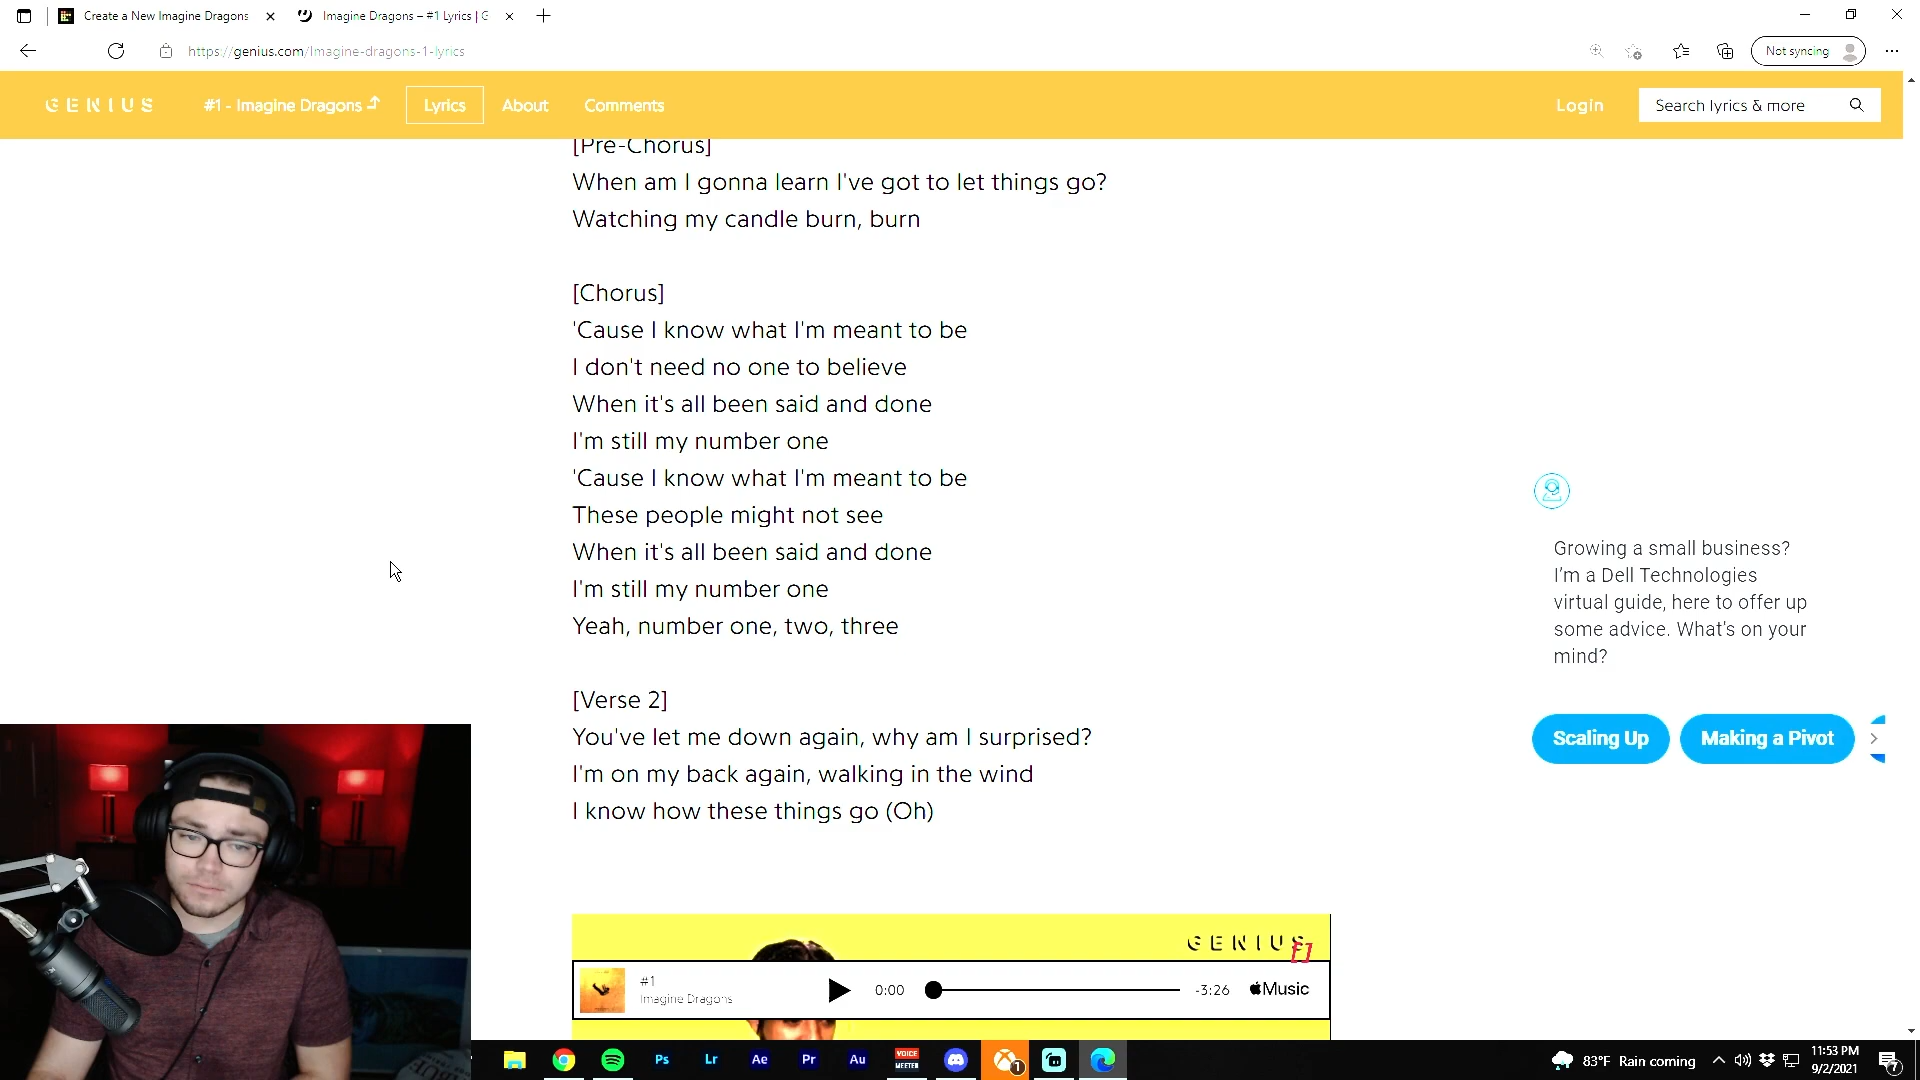 Create a New Imagine Dragons
Imagine Dragons – #1 Lyrics | G
https://genius.com/Imagine-dragons-1-lyrics
Not syncing
GENIUS
#1 - Imagine Dragons
Lyrics
About
Comments
Login
Search lyrics & more
[Pre-Chorus]
When am I gonna learn I've got to let things go?
Watching my candle burn, burn
[Chorus]
'Cause I know what I'm meant to be
I don't need no one to believe
When it's all been said and done
I'm still my number one
'Cause I know what I'm meant to be
These people might not see
When it's all been said and done
I'm still my number one
Yeah, number one, two, three
[Verse 2]
You've let me down again, why am I surprised?
I'm on my back again, walking in the wind
I know how these things go (Oh)
Growing a small business?
I'm a Dell Technologies
virtual guide, here to offer up
some advice. What's on your
mind?
Scaling Up
Making a Pivot
GENIUS
[]
#1
Imagine Dragons
0:00
-3:26
Music
Ps
Lr
Ae
Pr
Au
VOICE
MEETER
1
83°F Rain coming
11:53 PM
9/2/2021
7